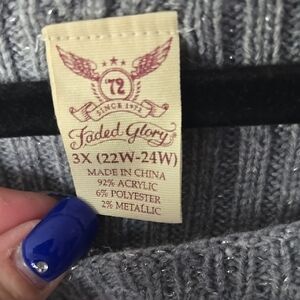 '72
SINCE 1972
Faded Glory®
3X (22W-24W)
MADE IN CHINA
92% ACRYLIC
6% POLYESTER
2% METALLIC